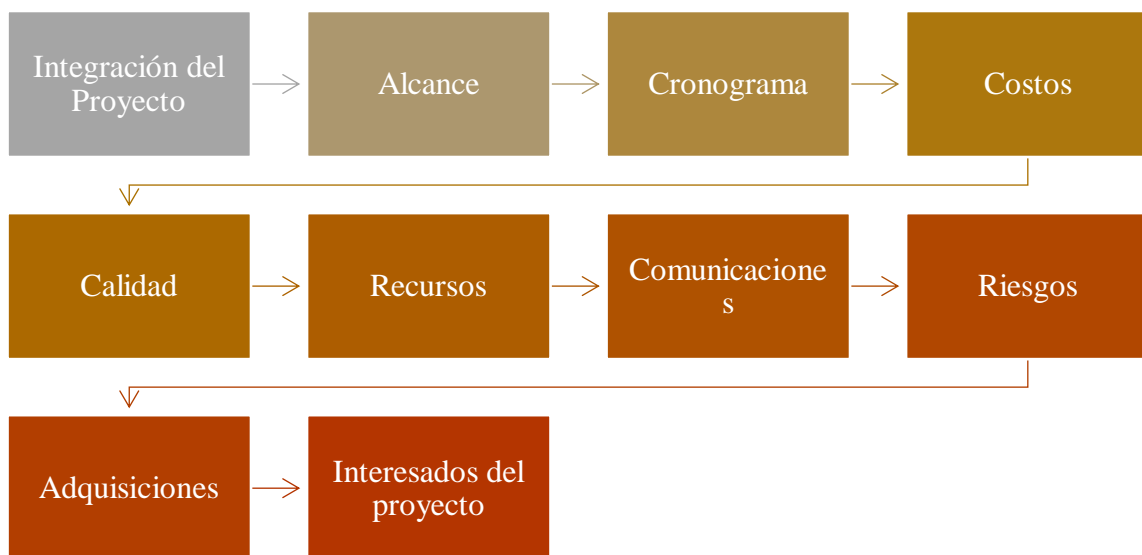 Integración del
Proyecto
Alcance
Cronograma
Costos
Calidad
Recursos
Comunicacione
s
Riesgos
Adquisiciones
Interesados del
proyecto